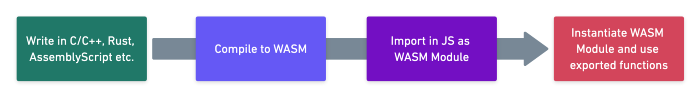 Write in C/C++, Rust,
AssemblyScript etc.
Compile to WASM
Import in JS as
WASM Module
Instantiate WASM
Module and use
exported functions